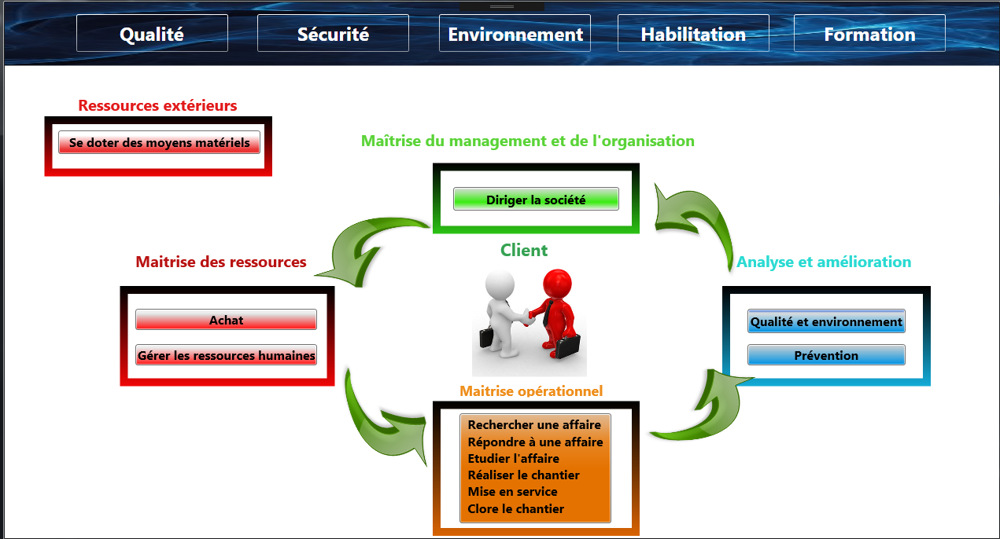 Qualité
Sécurité
Environnement
Habilitation
Formation
Ressources extérieurs
Se doter des moyens matériels
Maîtrise du management et de l'organisation
Diriger la société
Client
Maitrise des ressources
Achat
Gérer les ressources humaines
Analyse et amélioration
Qualité et environnement
Prévention
Maitrise opérationnel
Rechercher une affaire
Répondre à une affaire
Etudier l'affaire
Réaliser le chantier
Mise en service
Clore le chantier